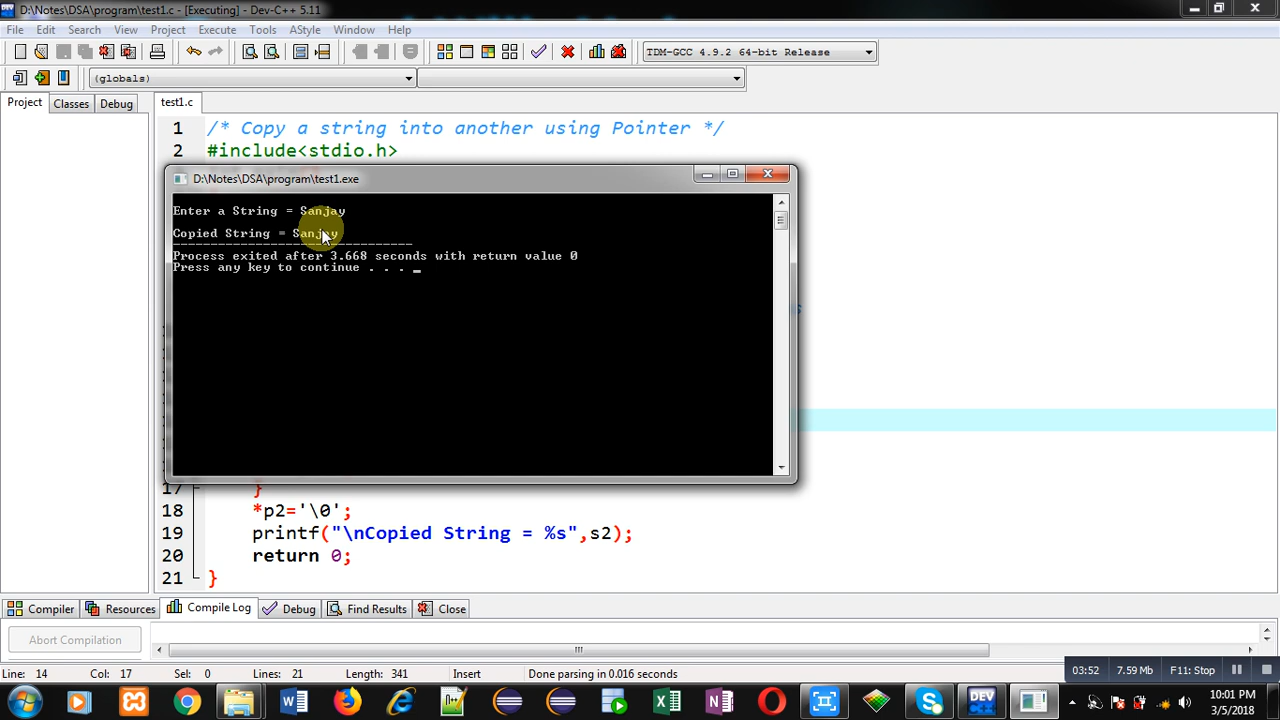 D:\Notes\DSA\program\test1.c - [Executing] - Dev-C++ 5.11
File Edit Search View Project Execute Tools AStyle Window Help
TDM-GCC 4.9.2 64-bit Release
(globals)
Project Classes Debug test1.c
1 /* Copy a string into another using Pointer */
2 #include<stdio.h>
D:\Notes\DSA\program\test1.exe
Enter a String = Sanjay
Copied String = Sanjay
--------------------------------
Process exited after 3.668 seconds with return value 0
Press any key to continue . . . _
17 }
18 *p2='\0';
19 printf("\nCopied String = %s",s2);
20 return 0;
21 }
Compiler Resources Compile Log Debug Find Results Close
Abort Compilation
Line: 14 Col: 17 Sel: 0 Lines: 21 Length: 341 Insert Done parsing in 0.016 seconds
03:52 7.59 Mb F11: Stop
10:01 PM
3/5/2018